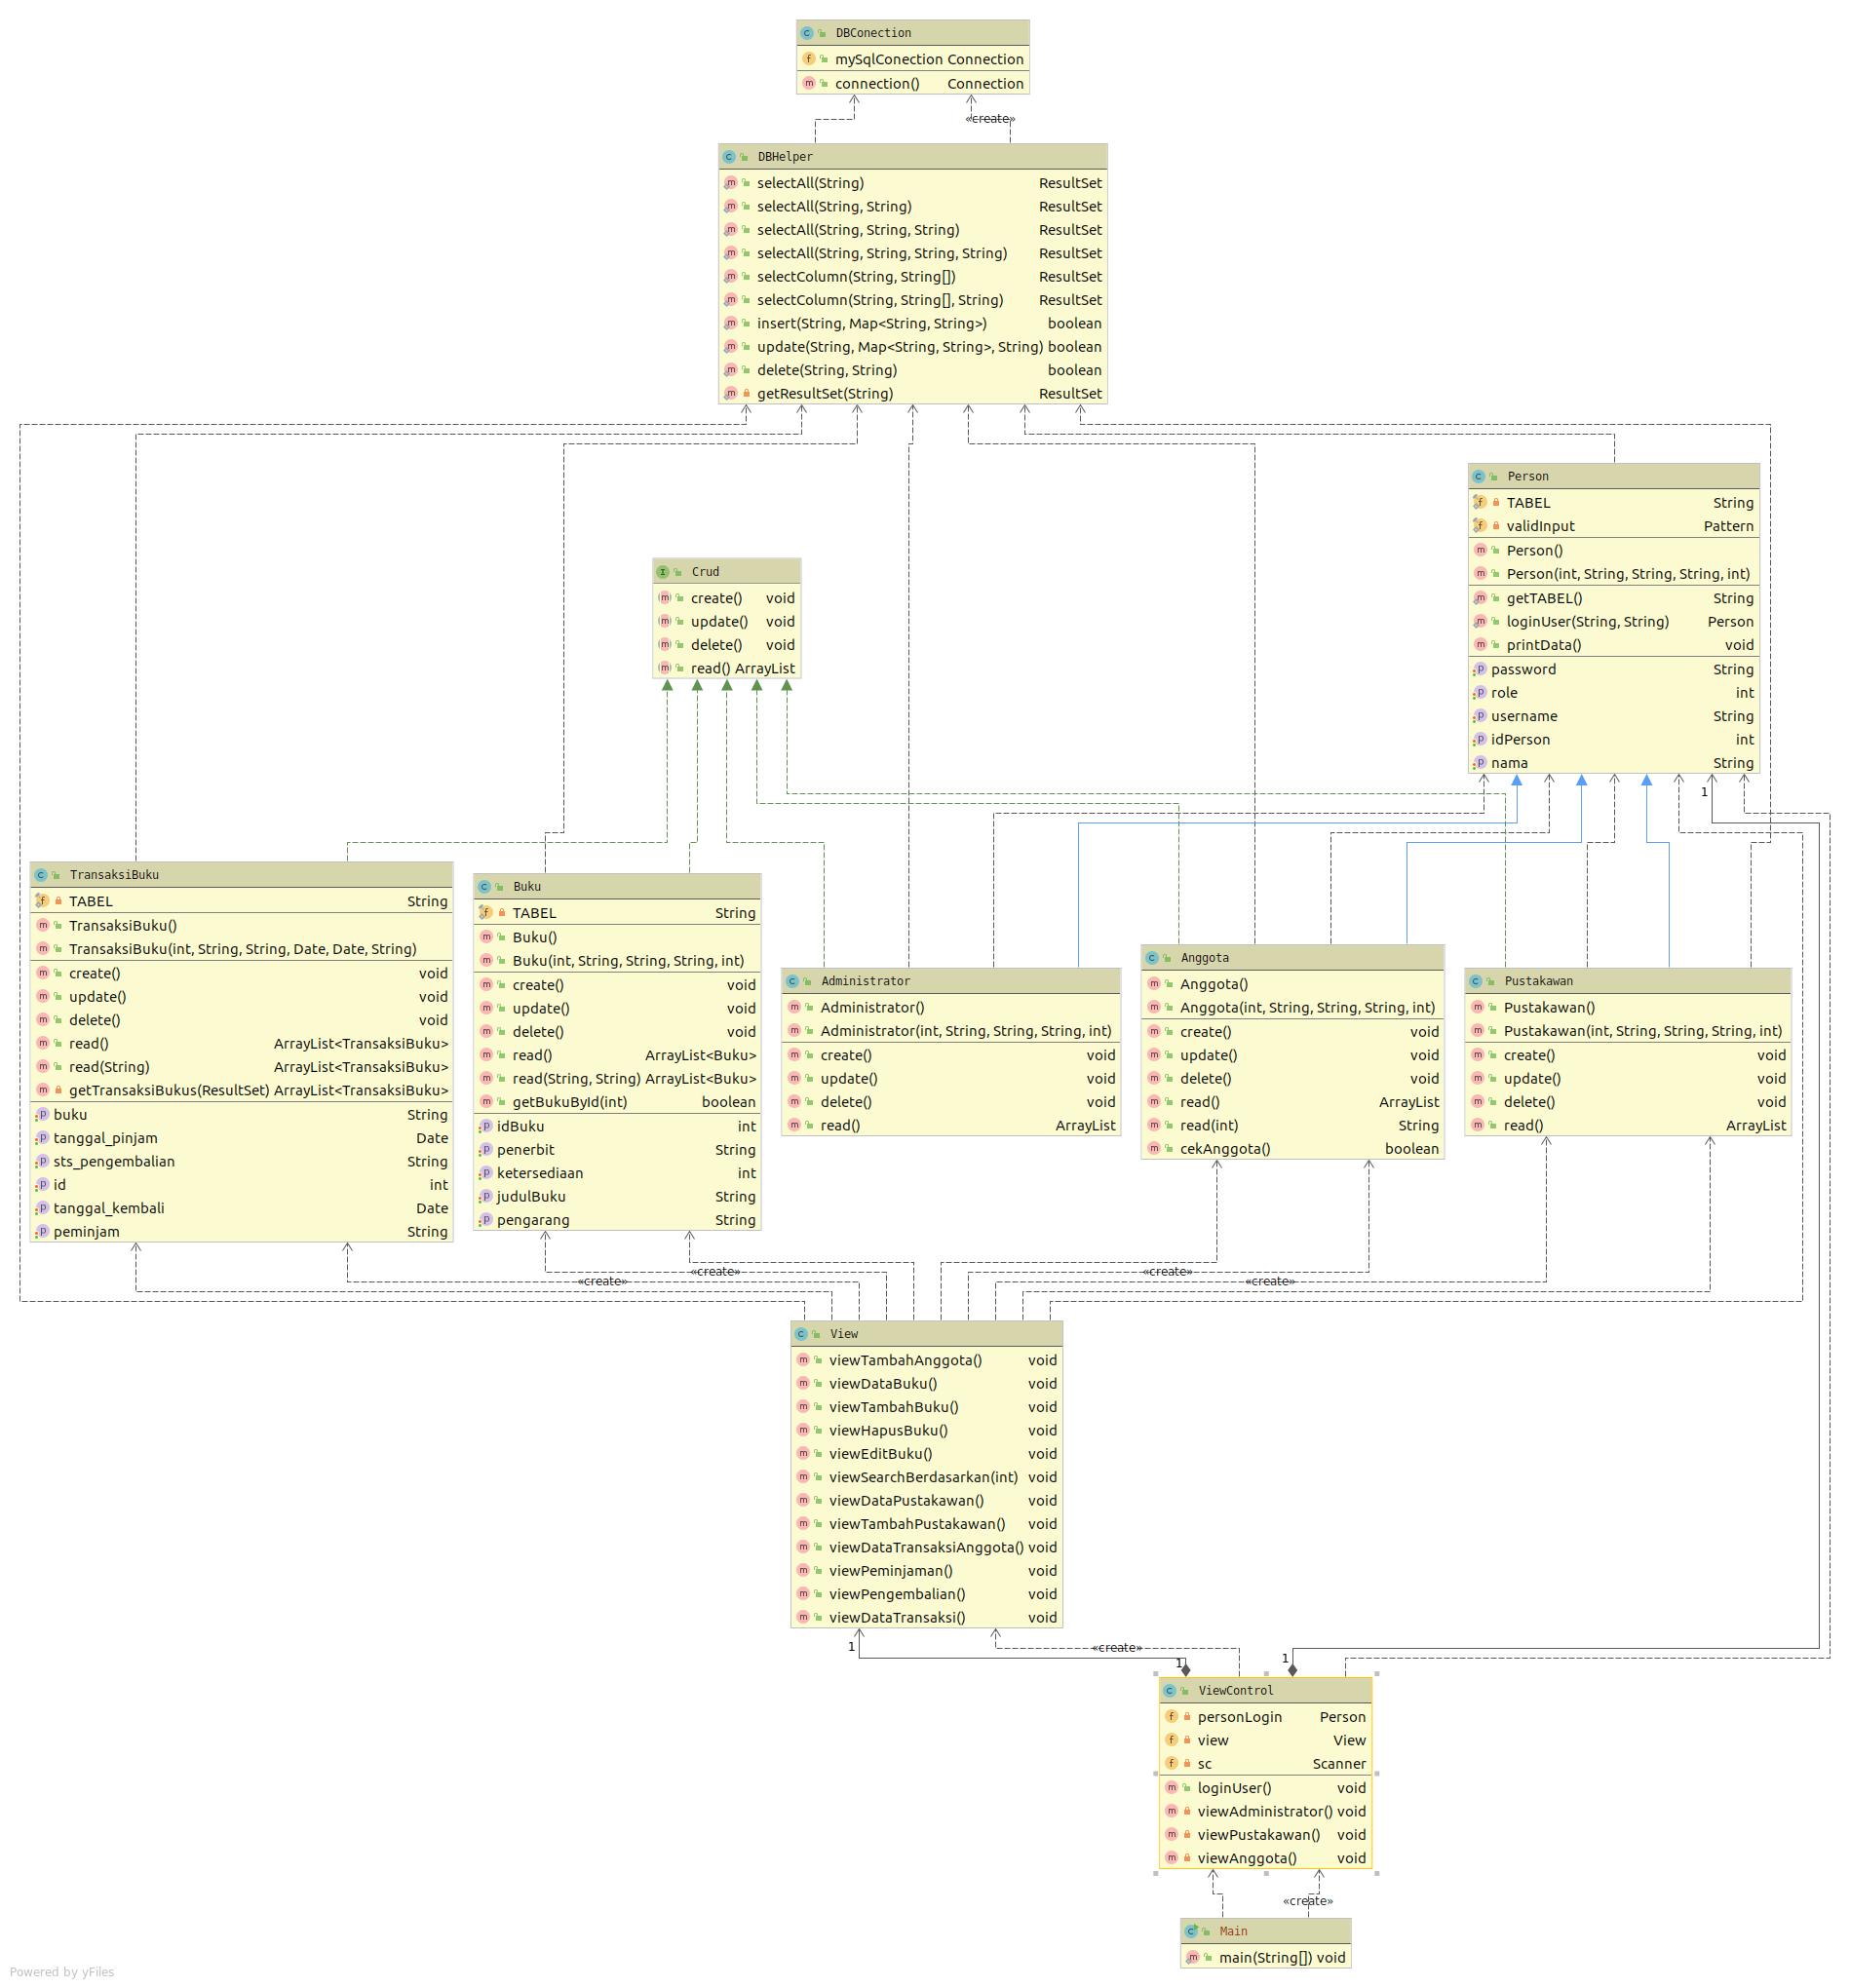 DBConection
mySqlConection Connection
connection() Connection
«create»
DBHelper
selectAll(String) ResultSet
selectAll(String, String) ResultSet
selectAll(String, String, String) ResultSet
selectAll(String, String, String, String) ResultSet
selectColumn(String, String[]) ResultSet
selectColumn(String, String[], String) ResultSet
insert(String, Map<String, String>) boolean
update(String, Map<String, String>, String) boolean
delete(String, String) boolean
getResultSet(String) ResultSet
Person
TABEL String
validInput Pattern
Person()
Person(int, String, String, String, int)
getTABEL() String
loginUser(String, String) Person
printData() void
password String
role int
username String
idPerson int
nama String
1
Crud
create() void
update() void
delete() void
read() ArrayList
TransaksiBuku
TABEL String
TransaksiBuku()
TransaksiBuku(int, String, String, Date, Date, String)
create() void
update() void
delete() void
read() ArrayList<TransaksiBuku>
read(String) ArrayList<TransaksiBuku>
getTransaksiBukus(ResultSet) ArrayList<TransaksiBuku>
buku String
tanggal_pinjam Date
sts_pengembalian String
id int
tanggal_kembali Date
peminjam String
Buku
TABEL String
Buku()
Buku(int, String, String, String, int)
create() void
update() void
delete() void
read() ArrayList<Buku>
read(String, String) ArrayList<Buku>
getBukuById(int) boolean
idBuku int
penerbit String
ketersediaan int
judulBuku String
pengarang String
Administrator
Administrator()
Administrator(int, String, String, String, int)
create() void
update() void
delete() void
read() ArrayList
Anggota
Anggota()
Anggota(int, String, String, String, int)
create() void
update() void
delete() void
read() ArrayList
read(int) String
cekAnggota() boolean
Pustakawan
Pustakawan()
Pustakawan(int, String, String, String, int)
create() void
update() void
delete() void
read() ArrayList
«create»
«create»
«create»
«create»
View
viewTambahAnggota() void
viewDataBuku() void
viewTambahBuku() void
viewHapusBuku() void
viewEditBuku() void
viewSearchBerdasarkan(int) void
viewDataPustakawan() void
viewTambahPustakawan() void
viewDataTransaksiAnggota() void
viewPeminjaman() void
viewPengembalian() void
viewDataTransaksi() void
1
«create»
1
1
ViewControl
personLogin Person
view View
sc Scanner
loginUser() void
viewAdministrator() void
viewPustakawan() void
viewAnggota() void
«create»
Main
main(String[]) void
Powered by yFiles